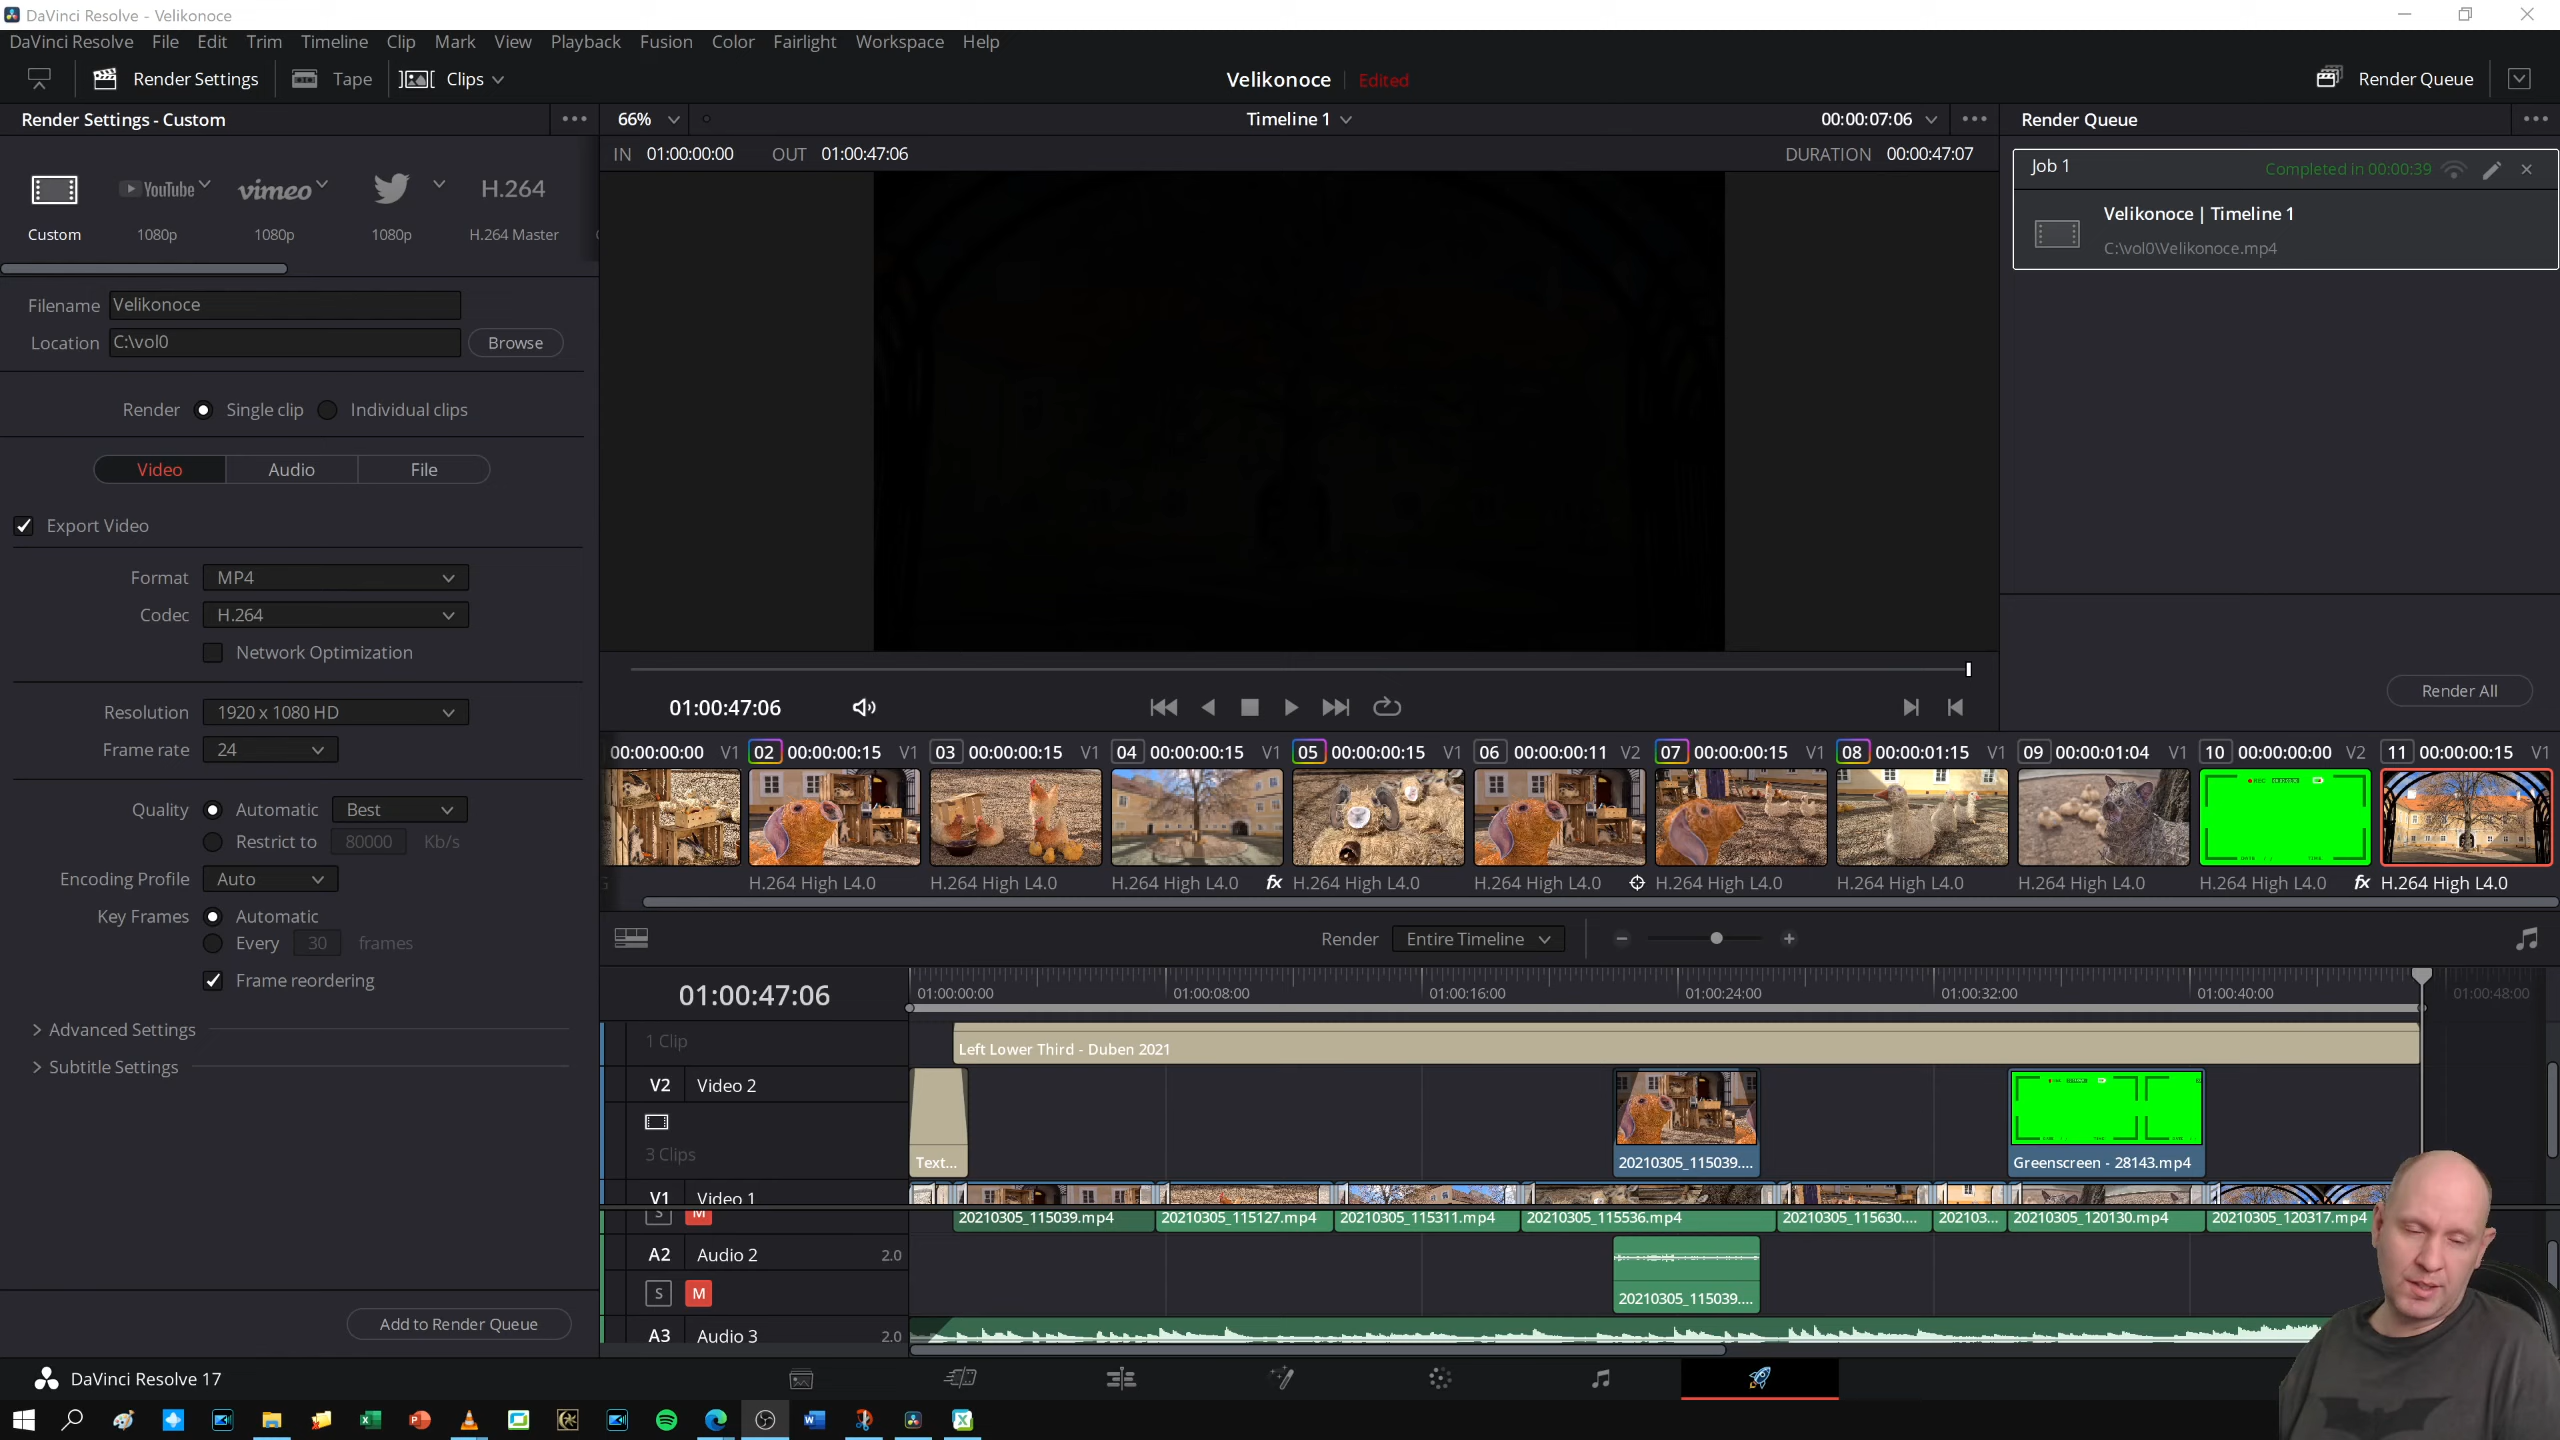 DaVinci Resolve - Velikonoce
DaVinci Resolve File Edit Trim Timeline Clip Mark View Playback Fusion Color Fairlight Workspace Help
Render Settings Tape Clips Velikonoce Edited Render Queue
Render Settings - Custom 66% Timeline 1 00:00:07:06 Render Queue
IN 01:00:00:00 OUT 01:00:47:06 DURATION 00:00:47:07
Job 1 Completed in 00:00:39
YouTube vimeo H.264
Velikonoce | Timeline 1
Custom 1080p 1080p 1080p H.264 Master
C:\vol0\Velikonoce.mp4
Filename Velikonoce
Location C:\vol0 Browse
Render Single clip Individual clips
Video Audio File
Export Video
Format MP4
Codec H.264
Network Optimization
Render All
Resolution 1920 x 1080 HD
01:00:47:06
Frame rate 24
00:00:00:00 V1 02 00:00:00:15 V1 03 00:00:00:15 V1 04 00:00:00:15 V1 05 00:00:00:15 V1 06 00:00:00:11 V2 07 00:00:00:15 V1 08 00:00:01:15 V1 09 00:00:01:04 V1 10 00:00:00:00 V2 11 00:00:00:15 V1
Quality Automatic Best
Restrict to 80000 Kb/s
Encoding Profile Auto
H.264 High L4.0 H.264 High L4.0 H.264 High L4.0 fx H.264 High L4.0 H.264 High L4.0 H.264 High L4.0 H.264 High L4.0 H.264 High L4.0 H.264 High L4.0 fx H.264 High L4.0
Key Frames Automatic
Every 30 frames
Render Entire Timeline
Frame reordering
01:00:47:06 01:00:00:00 01:00:08:00 01:00:16:00 01:00:24:00 01:00:32:00 01:00:40:00 01:00:48:00
Advanced Settings
1 Clip Left Lower Third - Duben 2021
Subtitle Settings
V2 Video 2
3 Clips
Text... 20210305_115039.... Greenscreen - 28143.mp4
V1 Video 1
S M 20210305_115039.mp4 20210305_115127.mp4 20210305_115311.mp4 20210305_115536.mp4 20210305_115630.... 202103... 20210305_120130.mp4 20210305_120317.mp4
A2 Audio 2 2.0
S M 20210305_115039....
Add to Render Queue
A3 Audio 3 2.0
DaVinci Resolve 17